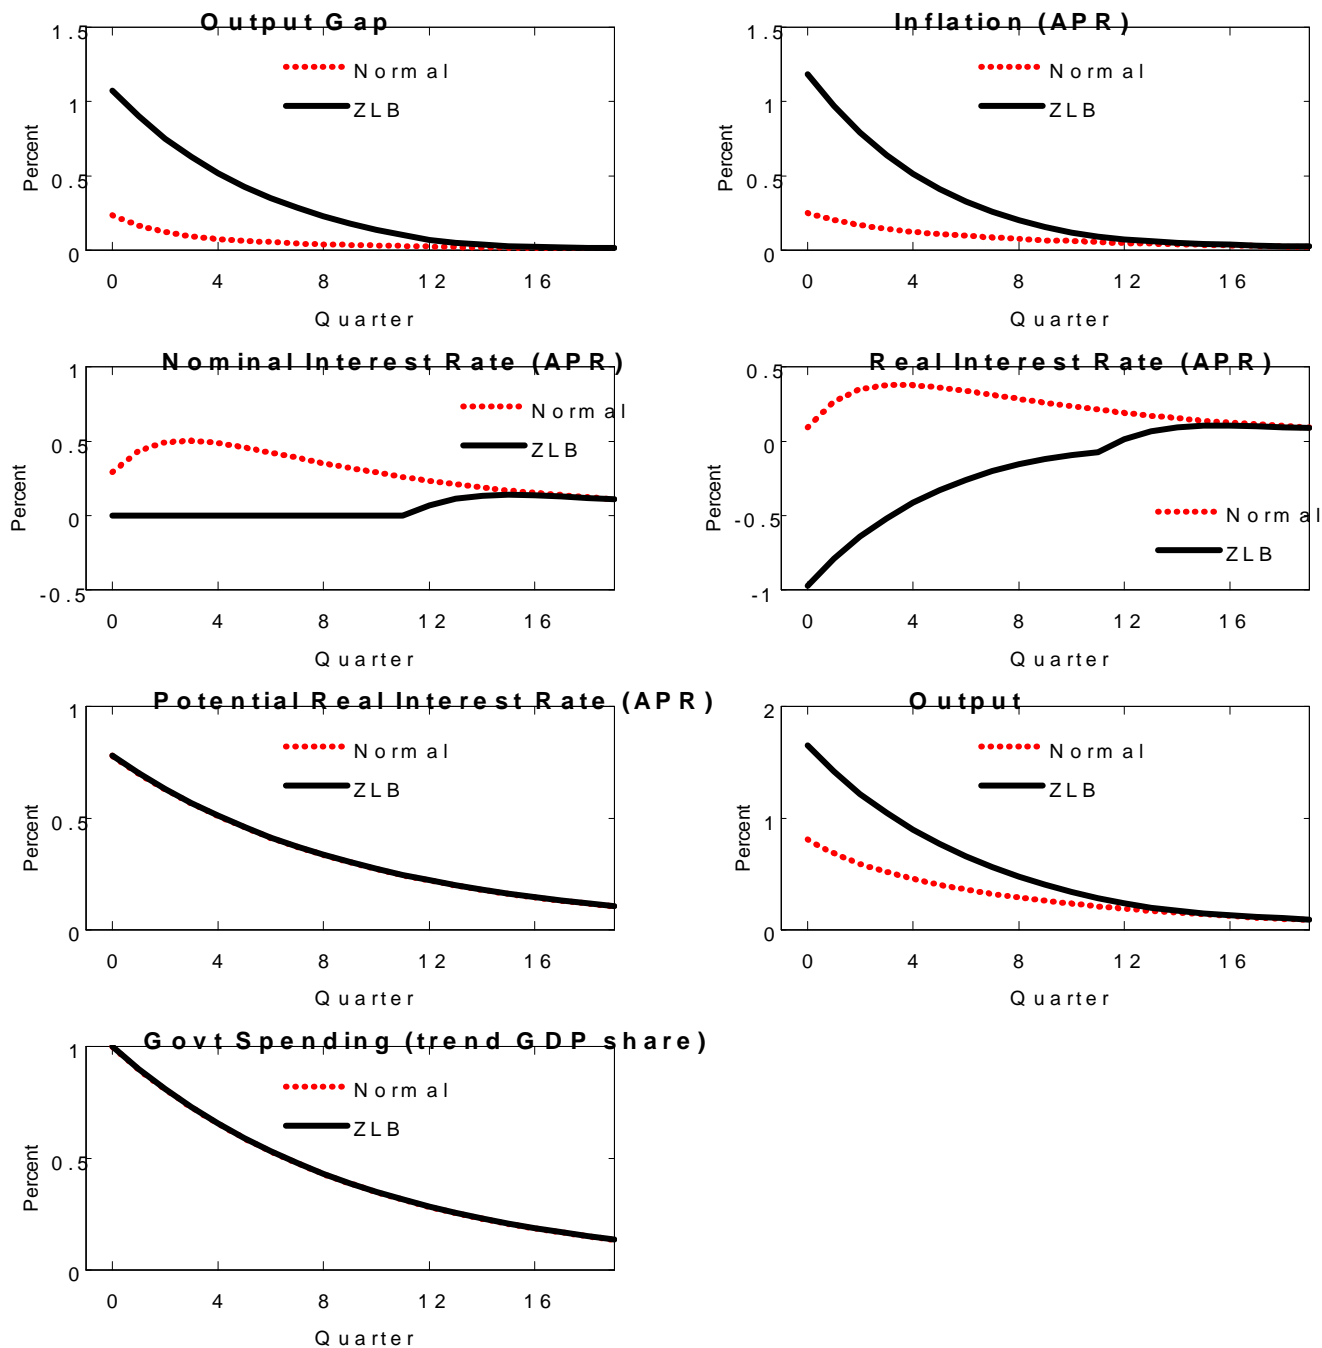 Output Gap
1.5
1
0.5
0
Percent
Normal
ZLB
0 4 8 12 16
Quarter
Inflation (APR)
1.5
1
0.5
0
Percent
Normal
ZLB
0 4 8 12 16
Quarter
Nominal Interest Rate (APR)
1
0.5
0
-0.5
Percent
Normal
ZLB
0 4 8 12 16
Quarter
Real Interest Rate (APR)
0.5
0
-0.5
-1
Percent
Normal
ZLB
0 4 8 12 16
Quarter
Potential Real Interest Rate (APR)
1
0.5
0
Percent
Normal
ZLB
0 4 8 12 16
Quarter
Output
2
1
0
Percent
Normal
ZLB
0 4 8 12 16
Quarter
Govt Spending (trend GDP share)
1
0.5
0
Percent
Normal
ZLB
0 4 8 12 16
Quarter